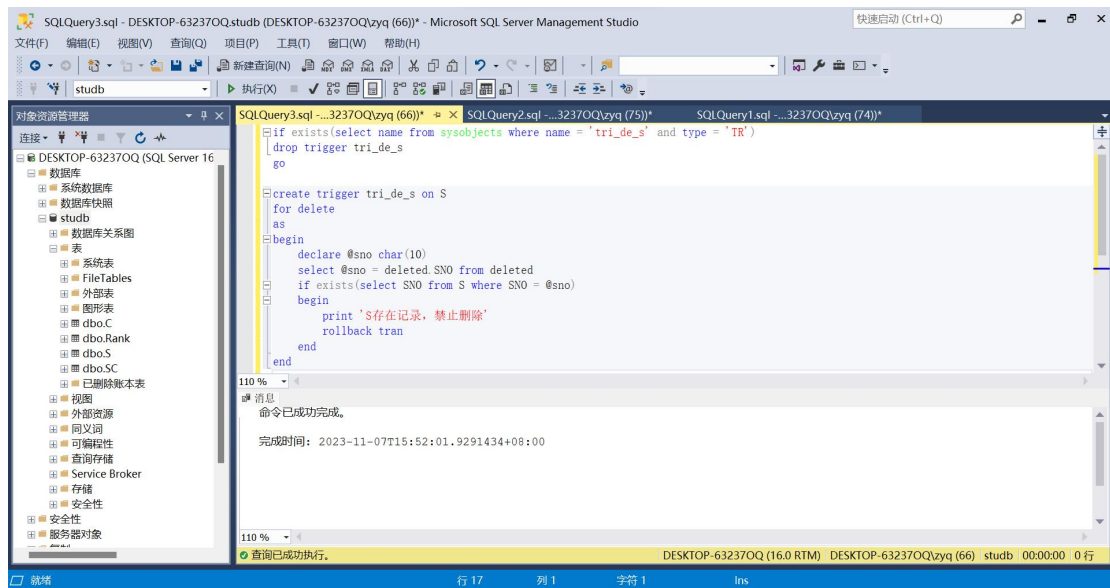 SQLQuery3.sql - DESKTOP-63237OQ.studb (DESKTOP-63237OQ\zyq (66))* - Microsoft SQL Server Management Studio
快速启动 (Ctrl+Q)
文件(F) 编辑(E) 视图(V) 查询(Q) 项目(P) 工具(T) 窗口(W) 帮助(H)
新建查询(N)
studb
执行(X)
对象资源管理器
连接
DESKTOP-63237OQ (SQL Server 16
数据库
系统数据库
数据库快照
studb
数据库关系图
表
系统表
FileTables
外部表
图形表
dbo.C
dbo.Rank
dbo.S
dbo.SC
已删除账本表
视图
外部资源
同义词
可编程性
查询存储
Service Broker
存储
安全性
安全性
服务器对象
SQLQuery3.sql -...3237OQ\zyq (66))* SQLQuery2.sql -...3237OQ\zyq (75))* SQLQuery1.sql -...3237OQ\zyq (74))*
if exists(select name from sysobjects where name = 'tri_de_s' and type = 'TR')
drop trigger tri_de_s
go
create trigger tri_de_s on S
for delete
as
begin
declare @sno char(10)
select @sno = deleted.SNO from deleted
if exists(select SNO from S where SNO = @sno)
begin
print 'S存在记录，禁止删除'
rollback tran
end
end
110 %
消息
命令已成功完成。
完成时间: 2023-11-07T15:52:01.9291434+08:00
110 %
查询已成功执行。 DESKTOP-63237OQ (16.0 RTM) DESKTOP-63237OQ\zyq (66) studb 00:00:00 0 行
就绪 行 17 列 1 字符 1 Ins